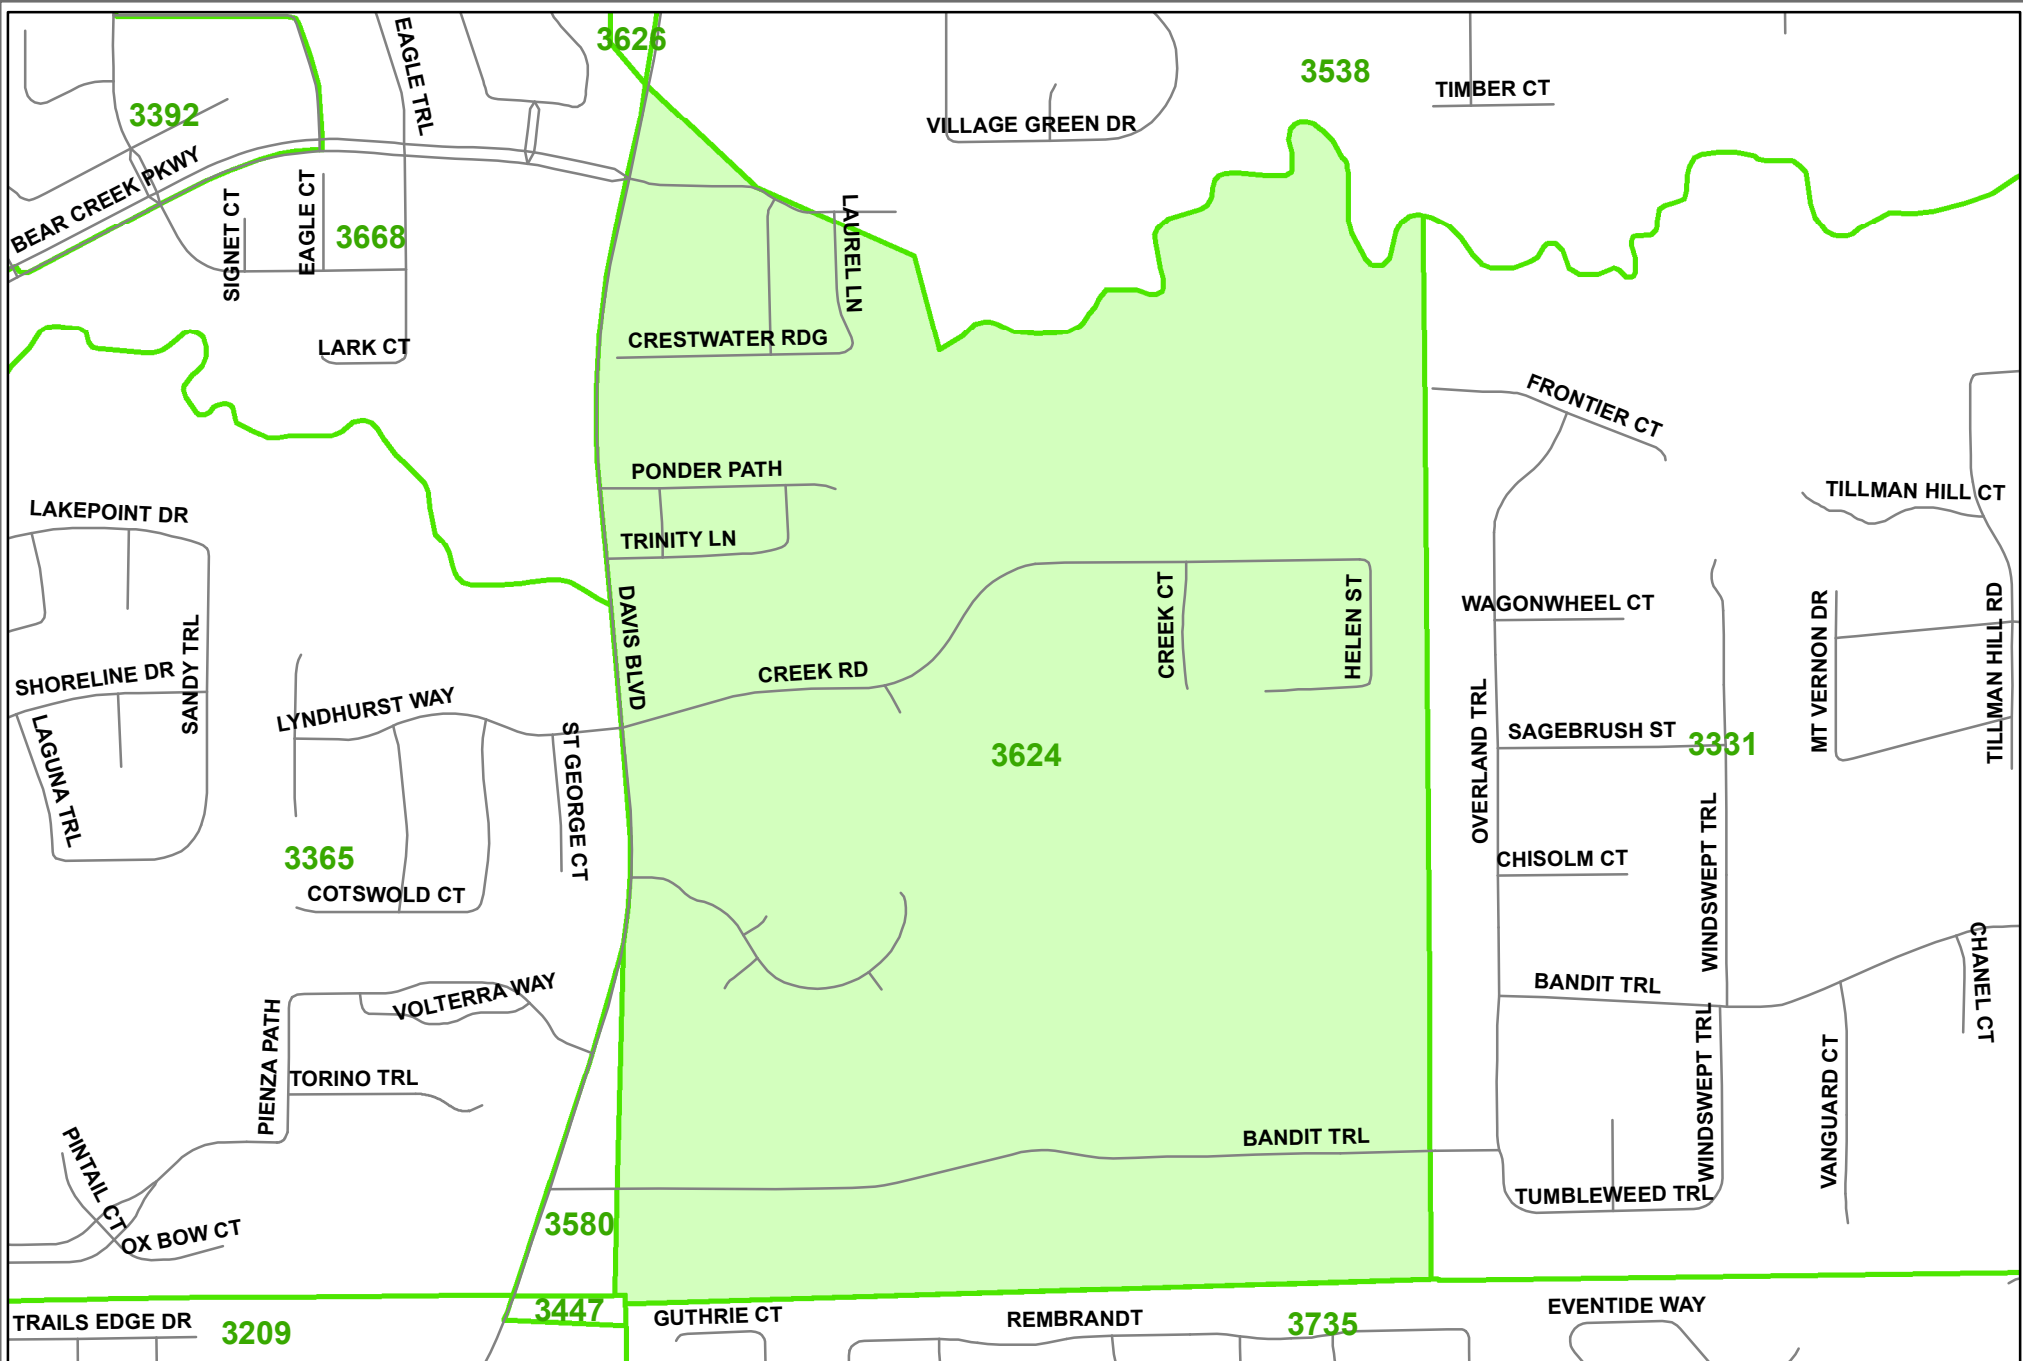 3626
EAGLE TRL
3538
TIMBER CT
3392
VILLAGE GREEN DR
BEAR CREEK PKWY
SIGNET CT
EAGLE CT
3668
LAUREL LN
LARK CT
CRESTWATER RDG
FRONTIER CT
PONDER PATH
LAKEPOINT DR
TILLMAN HILL CT
TRINITY LN
DAVIS BLVD
CREEK CT
HELEN ST
WAGONWHEEL CT
MT VERNON DR
TILLMAN HILL RD
SHORELINE DR
SANDY TRL
CREEK RD
LYNDHURST WAY
LAGUNA TRL
ST GEORGE CT
3624
OVERLAND TRL
SAGEBRUSH ST
3331
3365
COTSWOLD CT
CHISOLM CT
WINDSWEPT TRL
CHANEL CT
VOLTERRA WAY
BANDIT TRL
PIENZA PATH
TORINO TRL
WINDSWEPT TRL
VANGUARD CT
PINTAIL CT
BANDIT TRL
TUMBLEWEED TRL
OX BOW CT
3580
TRAILS EDGE DR
3209
3447
GUTHRIE CT
REMBRANDT
3735
EVENTIDE WAY